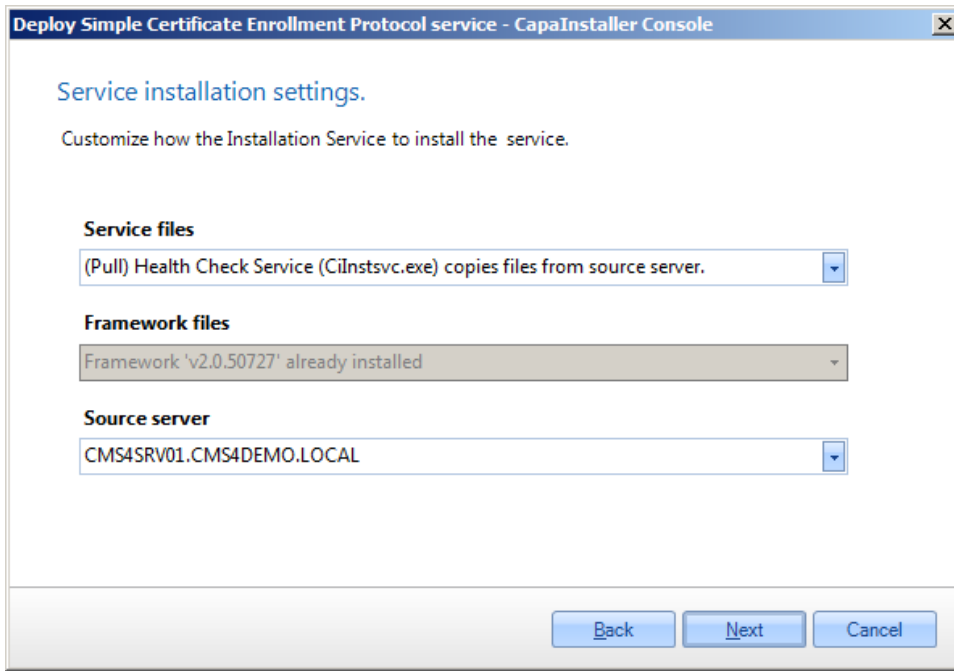 Deploy Simple Certificate Enrollment Protocol service - CapaInstaller Console
Service installation settings.
Customize how the Installation Service to install the service.
Service files
(Pull) Health Check Service (CiInstsvc.exe) copies files from source server.
Framework files
Framework 'v2.0.50727' already installed
Source server
CMS4SRV01.CMS4DEMO.LOCAL
Back
Next
Cancel